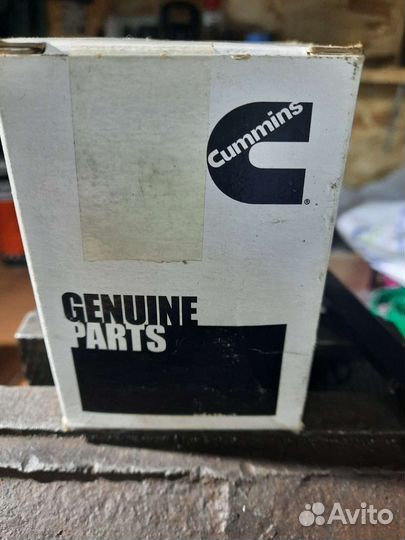 Cummins
®
GENUINE
PARTS
Avito